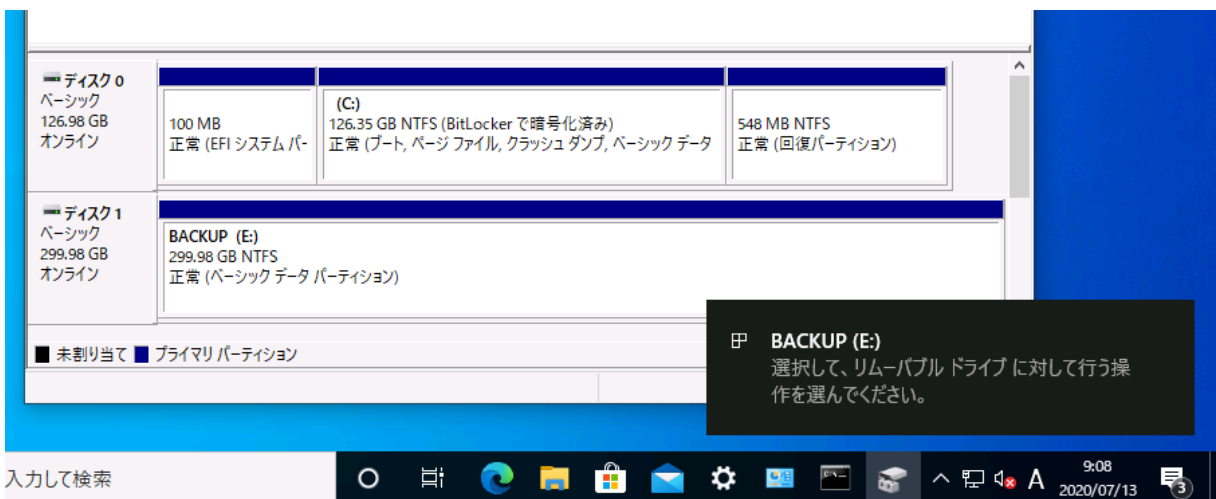 ディスク 0
ベーシック
126.98 GB
オンライン
100 MB
正常 (EFI システム パ-
(C:)
126.35 GB NTFS (BitLocker で暗号化済み)
正常 (ブート, ページ ファイル, クラッシュ ダンプ, ベーシック データ
548 MB NTFS
正常 (回復パーティション)
ディスク 1
ベーシック
299.98 GB
オンライン
BACKUP (E:)
299.98 GB NTFS
正常 (ベーシック データ パーティション)
未割り当て プライマリ パーティション
BACKUP (E:)
選択して、リムーバブル ドライブ に対して行う操
作を選んでください。
入力して検索
A
9:08
2020/07/13
3